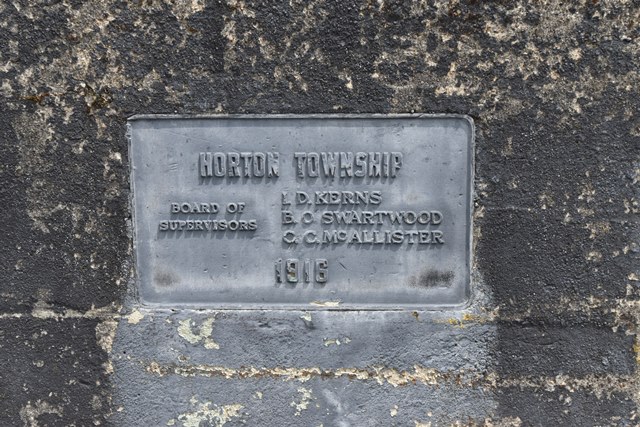 HORTON TOWNSHIP
BOARD OF
SUPERVISORS
I. D. KERNS
B. C. SWARTWOOD
C. C. McALLISTER
1916